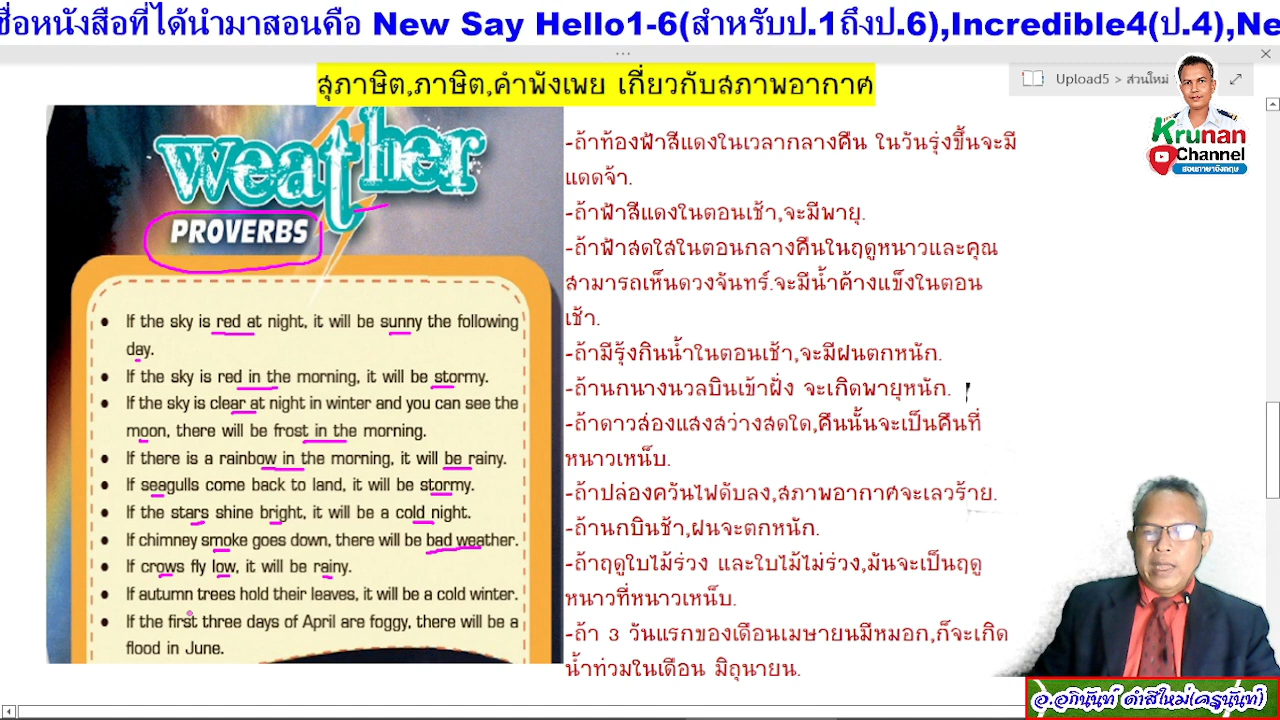 ชื่อหนังสือที่ได้นำมาสอนคือ New Say Hello1-6(สำหรับป.1ถึงป.6),Incredible4(ป.4),Ne
สุภาษิต,ภาษิต,คำพังเพย เกี่ยวกับสภาพอากาศ
Upload5 > ส่วนใหม่
Krunan
Channel
สอนภาษาอังกฤษ
weather
PROVERBS
• If the sky is red at night, it will be sunny the following
day.
• If the sky is red in the morning, it will be stormy.
• If the sky is clear at night in winter and you can see the
moon, there will be frost in the morning.
• If there is a rainbow in the morning, it will be rainy.
• If seagulls come back to land, it will be stormy.
• If the stars shine bright, it will be a cold night.
• If chimney smoke goes down, there will be bad weather.
• If crows fly low, it will be rainy.
• If autumn trees hold their leaves, it will be a cold winter.
• If the first three days of April are foggy, there will be a
flood in June.
-ถ้าท้องฟ้าสีแดงในเวลากลางคืน ในวันรุ่งขึ้นจะมี
แดดจ้า.
-ถ้าฟ้าสีแดงในตอนเช้า,จะมีพายุ.
-ถ้าฟ้าสดใสในตอนกลางคืนในฤดูหนาวและคุณ
สามารถเห็นดวงจันทร์.จะมีน้ำค้างแข็งในตอน
เช้า.
-ถ้ามีรุ้งกินน้ำในตอนเช้า,จะมีฝนตกหนัก.
-ถ้านกนางนวลบินเข้าฝั่ง จะเกิดพายุหนัก.
-ถ้าดาวส่องแสงสว่างสดใด,คืนนั้นจะเป็นคืนที่
หนาวเหน็บ.
-ถ้าปล่องควันไฟดับลง,สภาพอากาศจะเลวร้าย.
-ถ้านกบินช้า,ฝนจะตกหนัก.
-ถ้าฤดูใบไม้ร่วง และใบไม้ไม่ร่วง,มันจะเป็นฤดู
หนาวที่หนาวเหน็บ.
-ถ้า 3 วันแรกของเดือนเมษายนมีหมอก,ก็จะเกิด
น้ำท่วมในเดือน มิถุนายน.
อ.อภินันท์ ดำสีใหม่(ครูนันท์)